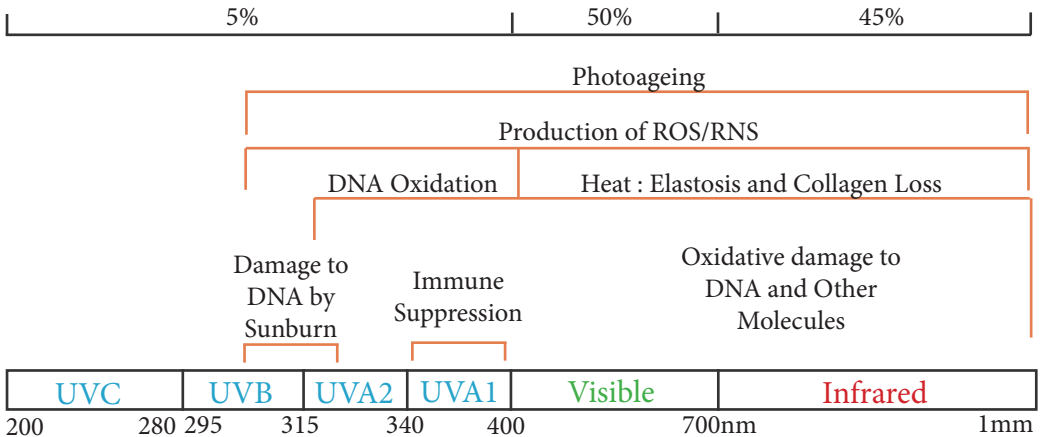 5% 50% 45%
Photoageing
Production of ROS/RNS
DNA Oxidation Heat : Elastosis and Collagen Loss
Damage to
DNA by
Sunburn
Immune
Suppression
Oxidative damage to
DNA and Other
Molecules
UVC UVB UVA2 UVA1 Visible Infrared
200 280 295 315 340 400 700nm 1mm